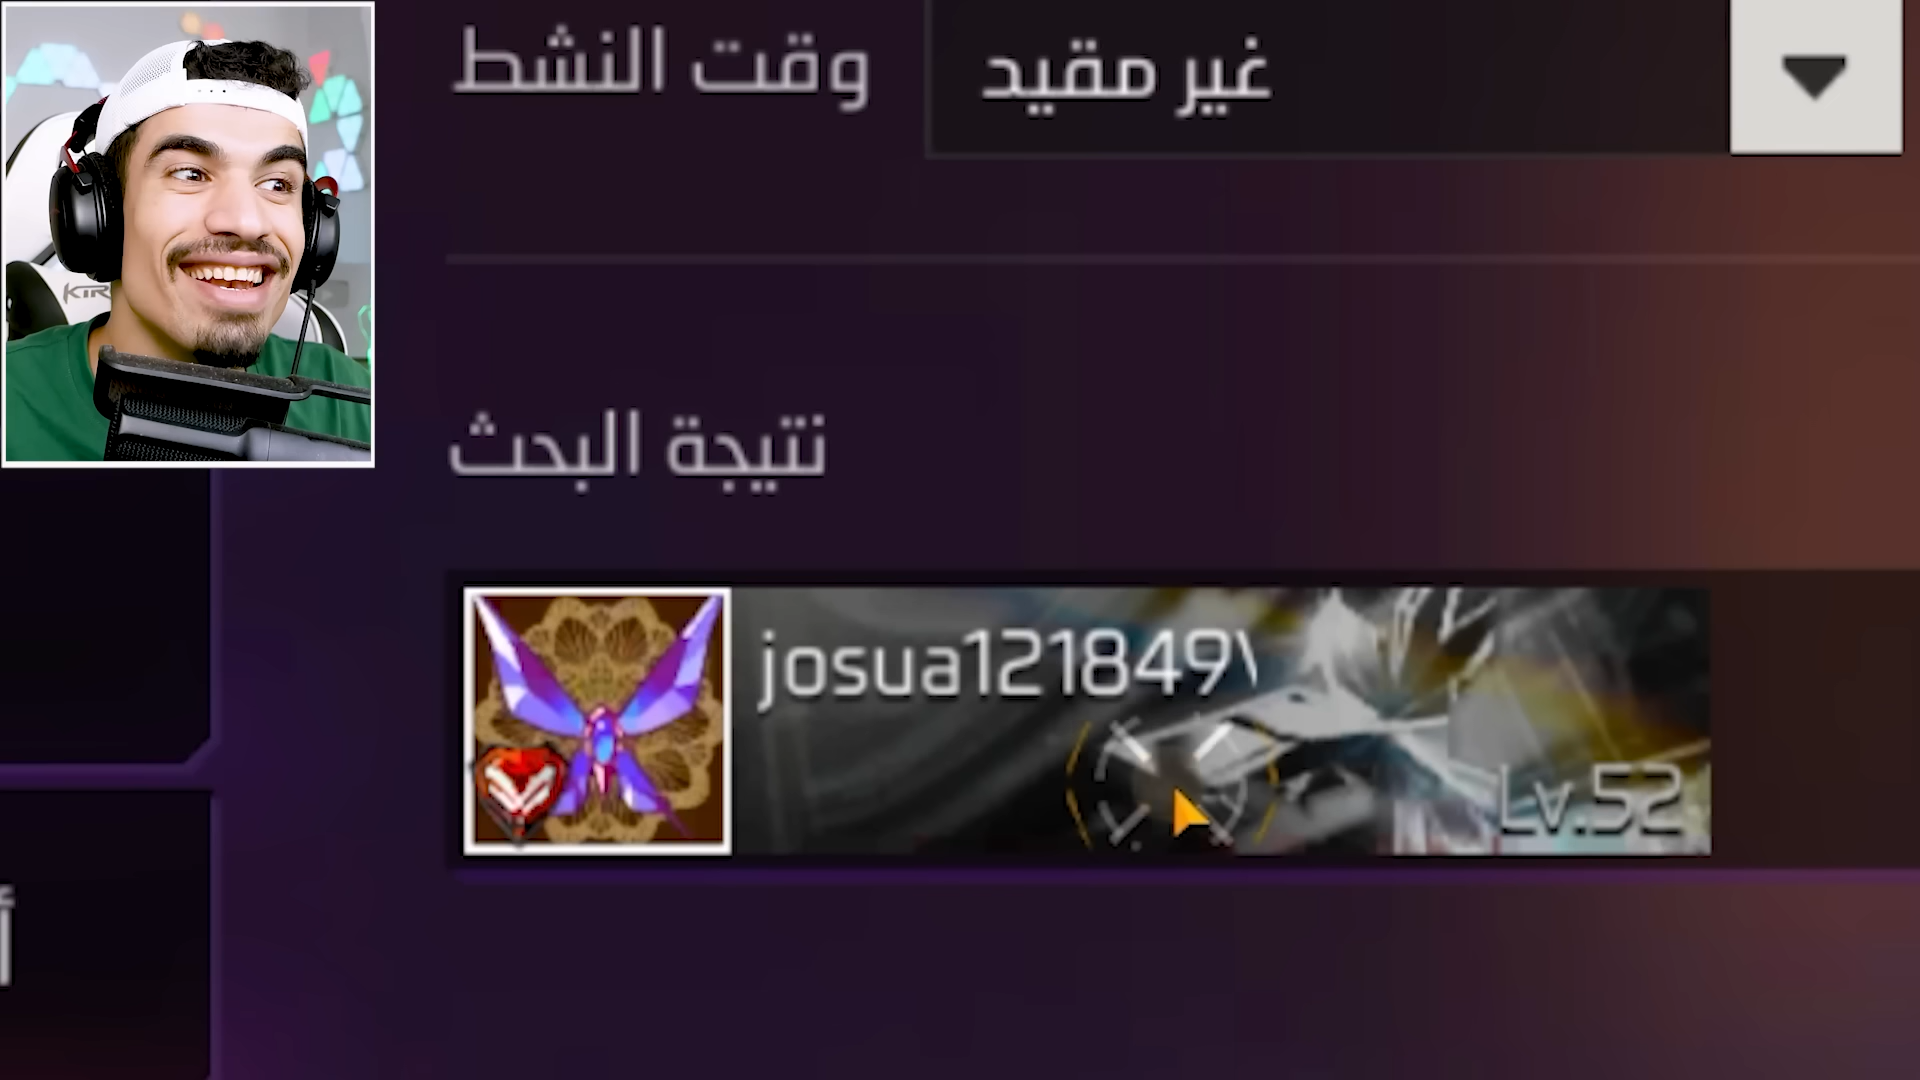 وقت النشط
غير مقيد
نتيجة البحث
josua121849\
Lv.52
أ